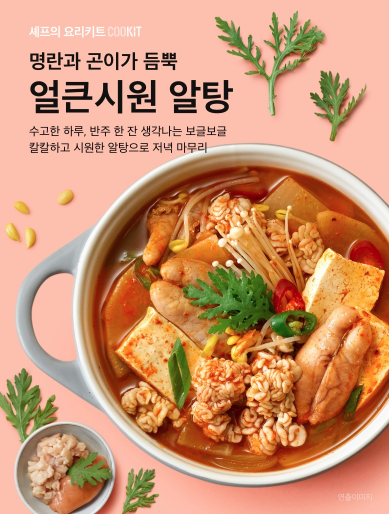 셰프의 요리키트 COOKIT
명란과 곤이가 듬뿍
얼큰시원 알탕
수고한 하루, 반주 한 잔 생각나는 보글보글
칼칼하고 시원한 알탕으로 저녁 마무리
연출이미지